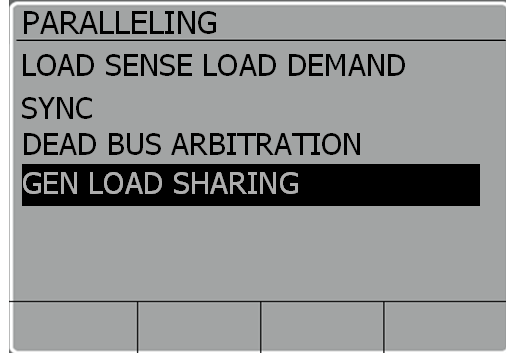 PARALLELING
LOAD SENSE LOAD DEMAND
SYNC
DEAD BUS ARBITRATION
GEN LOAD SHARING